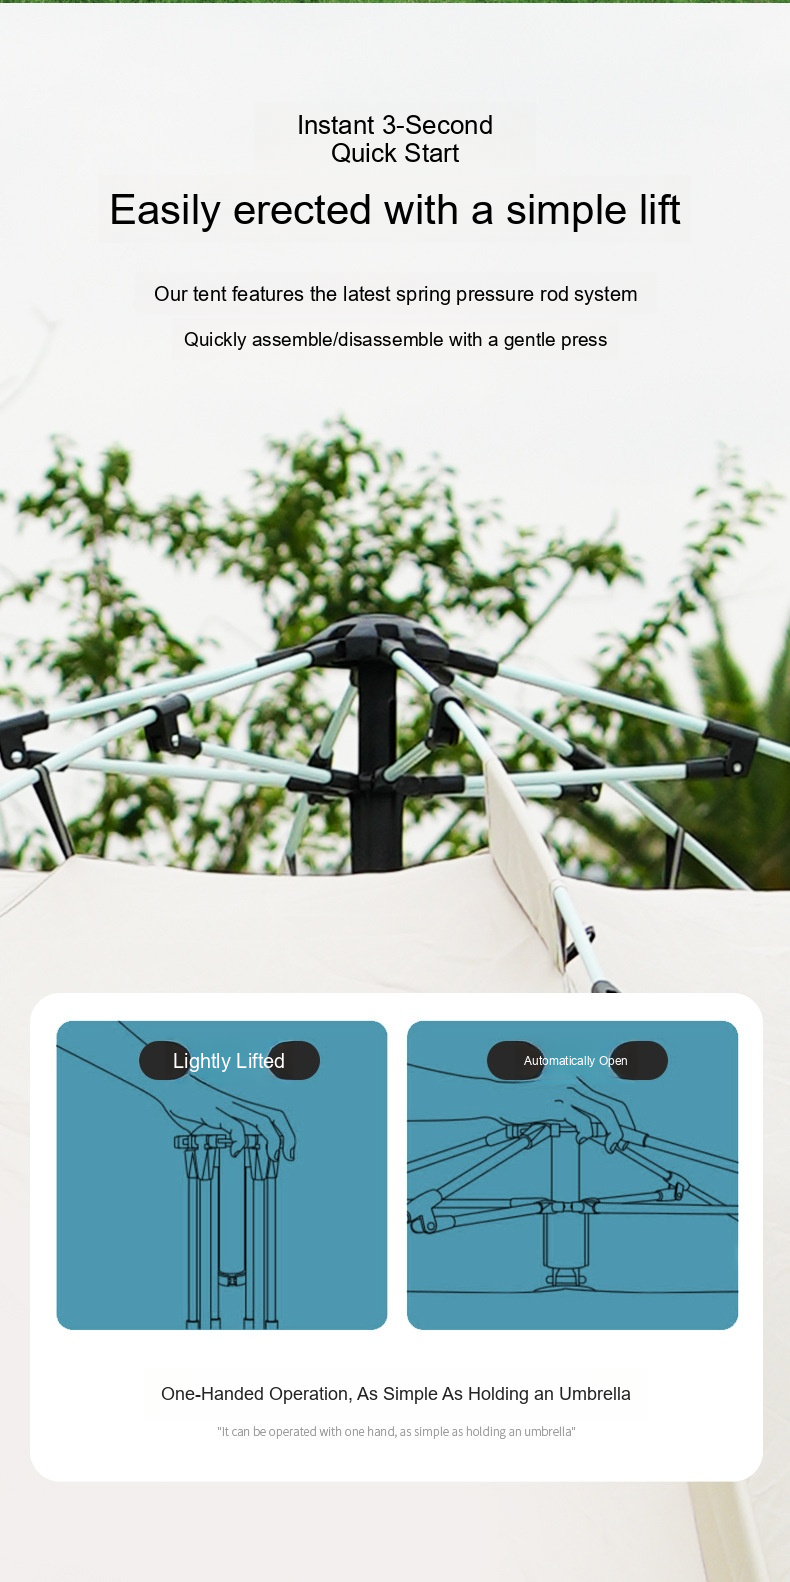 Instant 3-Second
Quick Start
Easily erected with a simple lift
Our tent features the latest spring pressure rod system
Quickly assemble/disassemble with a gentle press
Lightly Lifted
Automatically Open
One-Handed Operation, As Simple As Holding an Umbrella
"It can be operated with one hand, as simple as holding an umbrella"